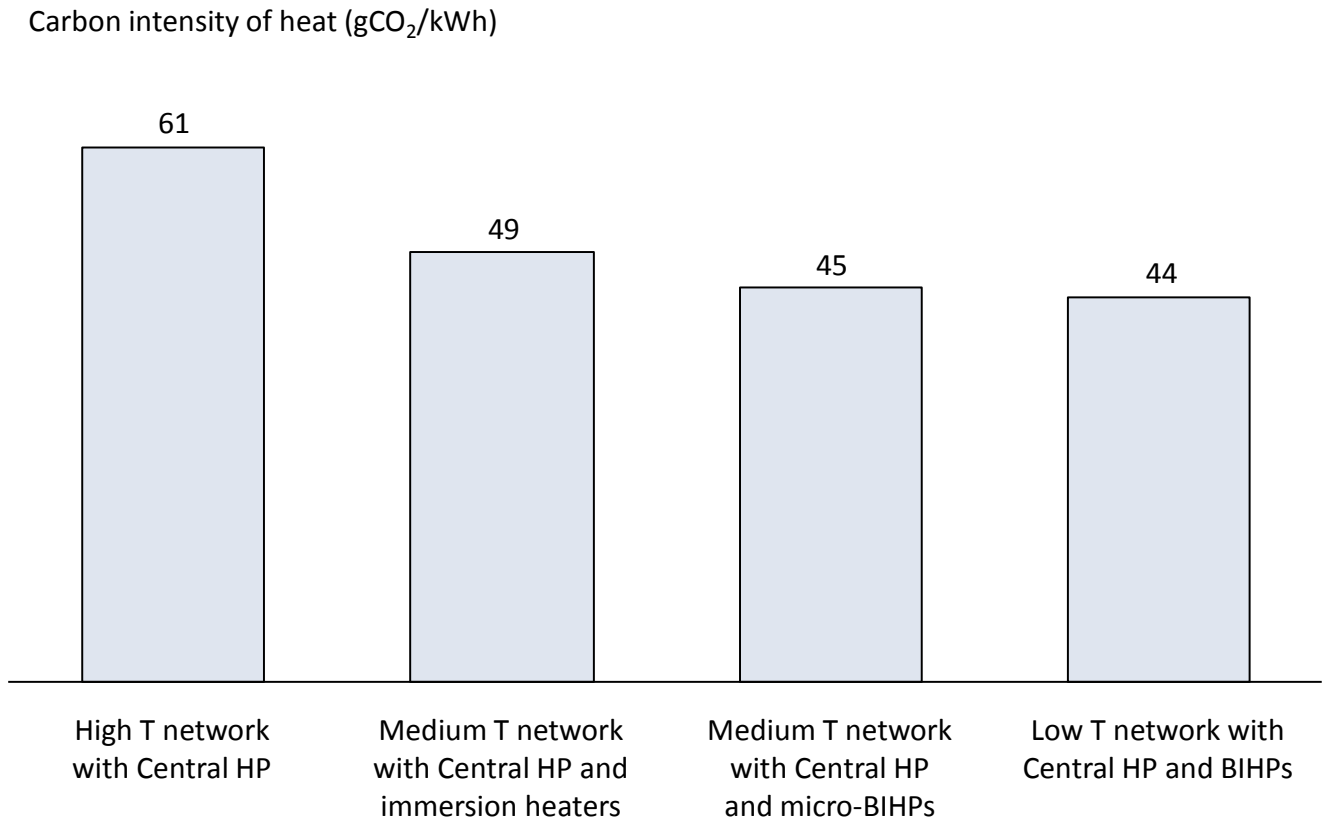 Carbon intensity of heat (gCO₂/kWh)
61
49
45
44
High T network
with Central HP
Medium T network
with Central HP and
immersion heaters
Medium T network
with Central HP
and micro-BIHPs
Low T network with
Central HP and BIHPs